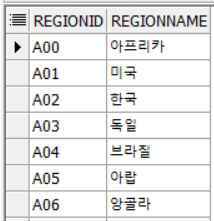 REGIONID REGIONNAME
A00 아프리카
A01 미국
A02 한국
A03 독일
A04 브라질
A05 아랍
A06 앙골라